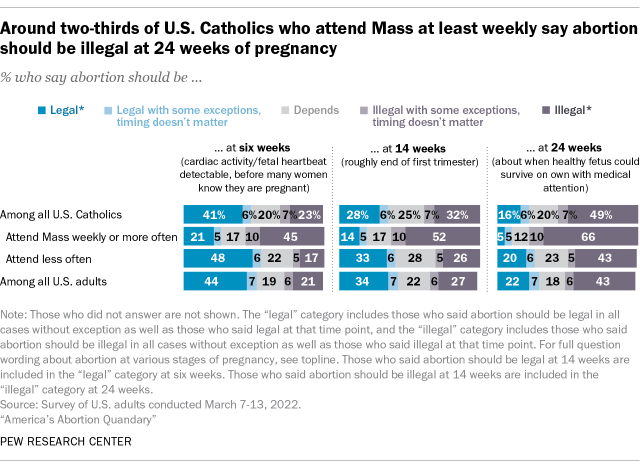 Around two-thirds of U.S. Catholics who attend Mass at least weekly say abortion
should be illegal at 24 weeks of pregnancy
% who say abortion should be ...
Legal* Legal with some exceptions, timing doesn't matter Depends Illegal with some exceptions, timing doesn't matter Illegal*
... at six weeks
(cardiac activity/fetal heartbeat
detectable, before many women
know they are pregnant)
... at 14 weeks
(roughly end of first trimester)
... at 24 weeks
(about when healthy fetus could
survive on own with medical
attention)
Among all U.S. Catholics 41% 6% 20% 7% 23% 28% 6% 25% 7% 32% 16% 6% 20% 7% 49%
Attend Mass weekly or more often 21 5 17 10 45 14 5 17 10 52 5 5 12 10 66
Attend less often 48 6 22 5 17 33 6 28 5 26 20 6 23 5 43
Among all U.S. adults 44 7 19 6 21 34 7 22 6 27 22 7 18 6 43
Note: Those who did not answer are not shown. The "legal" category includes those who said abortion should be legal in all
cases without exception as well as those who said legal at that time point, and the "illegal" category includes those who said
abortion should be illegal in all cases without exception as well as those who said illegal at that time point. For full question
wording about abortion at various stages of pregnancy, see topline. Those who said abortion should be legal at 14 weeks are
included in the "legal" category at six weeks. Those who said abortion should be illegal at 14 weeks are included in the
"illegal" category at 24 weeks.
Source: Survey of U.S. adults conducted March 7-13, 2022.
"America's Abortion Quandary"
PEW RESEARCH CENTER